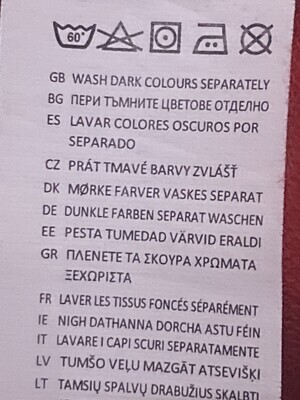 60°
GB WASH DARK COLOURS SEPARATELY
BG ПЕРИ ТЪМНИТЕ ЦВЕТОВЕ ОТДЕЛНО
ES LAVAR COLORES OSCUROS POR
SEPARADO
CZ PRÁT TMAVÉ BARVY ZVLÁŠŤ
DK MØRKE FARVER VASKES SEPARAT
DE DUNKLE FARBEN SEPARAT WASCHEN
EE PESTA TUMEDAD VÄRVID ERALDI
GR ΠΛΕΝΕΤΕ ΤΑ ΣΚΟΥΡΑ ΧΡΩΜΑΤΑ
ΞΕΧΩΡΙΣΤΑ
FR LAVER LES TISSUS FONCÉS SÉPARÉMENT
IE NIGH DATHANNA DORCHA ASTU FÉIN
IT LAVARE I CAPI SCURI SEPARATAMENTE
LV TUMŠO VEĻU MAZGĀT ATSEVIŠĶI
LT TAMSIŲ SPALVŲ DRABUŽIUS SKALBTI